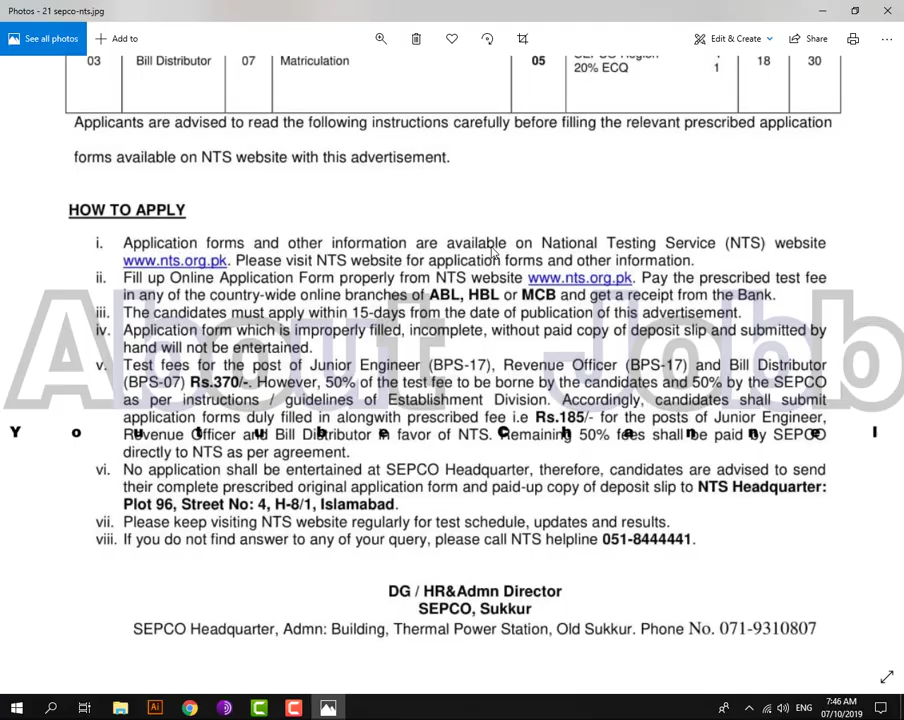 Photos - 21 sepco-nts.jpg
See all photos
Add to
Edit & Create
Share
03 Bill Distributor 07 Matriculation 05 Region 1 18 30
20% ECQ 1
Applicants are advised to read the following instructions carefully before filling the relevant prescribed application
forms available on NTS website with this advertisement.
HOW TO APPLY
i. Application forms and other information are available on National Testing Service (NTS) website
www.nts.org.pk. Please visit NTS website for application forms and other information.
ii. Fill up Online Application Form properly from NTS website www.nts.org.pk. Pay the prescribed test fee
in any of the country-wide online branches of ABL, HBL or MCB and get a receipt from the Bank.
iii. The candidates must apply within 15-days from the date of publication of this advertisement.
iv. Application form which is improperly filled, incomplete, without paid copy of deposit slip and submitted by
hand will not be entertained.
v. Test fees for the post of Junior Engineer (BPS-17), Revenue Officer (BPS-17) and Bill Distributor
(BPS-07) Rs.370/-. However, 50% of the test fee to be borne by the candidates and 50% by the SEPCO
as per instructions / guidelines of Establishment Division. Accordingly, candidates shall submit
application forms duly filled in alongwith prescribed fee i.e Rs.185/- for the posts of Junior Engineer,
Revenue Officer and Bill Distributor in favor of NTS. Remaining 50% fees shall be paid by SEPCO
directly to NTS as per agreement.
vi. No application shall be entertained at SEPCO Headquarter, therefore, candidates are advised to send
their complete prescribed original application form and paid-up copy of deposit slip to NTS Headquarter:
Plot 96, Street No: 4, H-8/1, Islamabad.
vii. Please keep visiting NTS website regularly for test schedule, updates and results.
viii. If you do not find answer to any of your query, please call NTS helpline 051-8444441.
About Jobb
Youtube Channel
DG / HR&Admn Director
SEPCO, Sukkur
SEPCO Headquarter, Admn: Building, Thermal Power Station, Old Sukkur. Phone No. 071-9310807
ENG
7:46 AM
07/10/2019